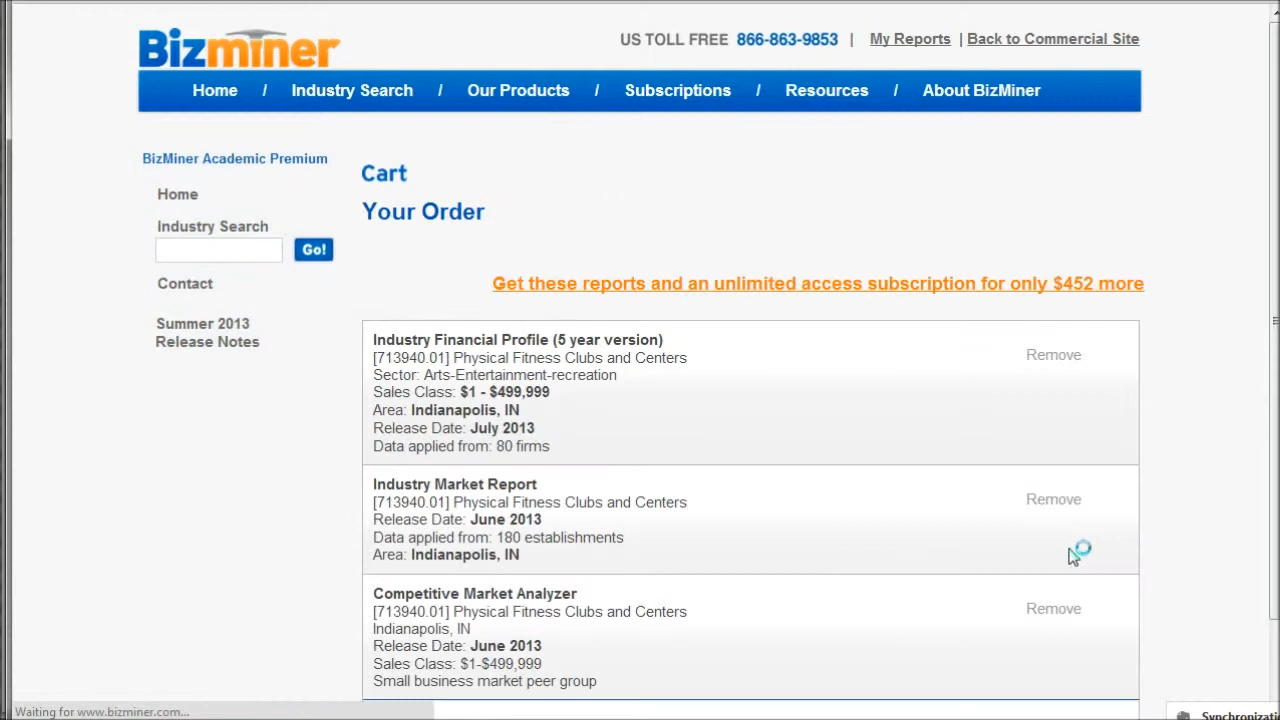 Bizminer
US TOLL FREE 866-863-9853 | My Reports | Back to Commercial Site
Home / Industry Search / Our Products / Subscriptions / Resources / About BizMiner
BizMiner Academic Premium
Home
Industry Search
Go!
Contact
Summer 2013
Release Notes
Cart
Your Order
Get these reports and an unlimited access subscription for only $452 more
Industry Financial Profile (5 year version)
[713940.01] Physical Fitness Clubs and Centers
Remove
Sector: Arts-Entertainment-recreation
Sales Class: $1 - $499,999
Area: Indianapolis, IN
Release Date: July 2013
Data applied from: 80 firms
Industry Market Report
[713940.01] Physical Fitness Clubs and Centers
Remove
Release Date: June 2013
Data applied from: 180 establishments
Area: Indianapolis, IN
Competitive Market Analyzer
[713940.01] Physical Fitness Clubs and Centers
Remove
Indianapolis, IN
Release Date: June 2013
Sales Class: $1-$499,999
Small business market peer group
Waiting for www.bizminer.com...